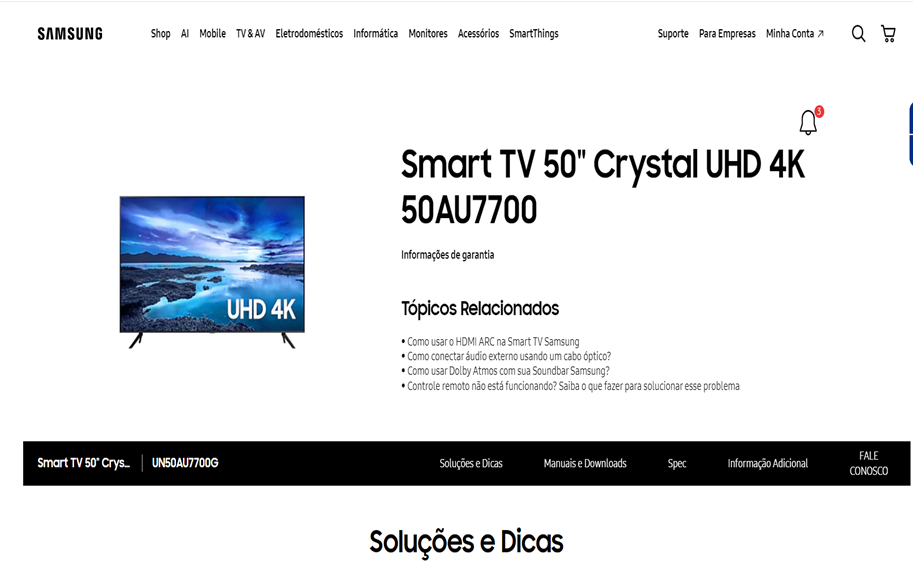 SAMSUNG Shop AI Mobile TV & AV Eletrodomésticos Informática Monitores Acessórios SmartThings Suporte Para Empresas Minha Conta ↗
3
Smart TV 50" Crystal UHD 4K
50AU7700
Informações de garantia
UHD 4K
Tópicos Relacionados
• Como usar o HDMI ARC na Smart TV Samsung
• Como conectar áudio externo usando um cabo óptico?
• Como usar Dolby Atmos com sua Soundbar Samsung?
• Controle remoto não está funcionando? Saiba o que fazer para solucionar esse problema
Smart TV 50" Crys... | UN50AU7700G Soluções e Dicas Manuais e Downloads Spec Informação Adicional FALE
CONOSCO
Soluções e Dicas